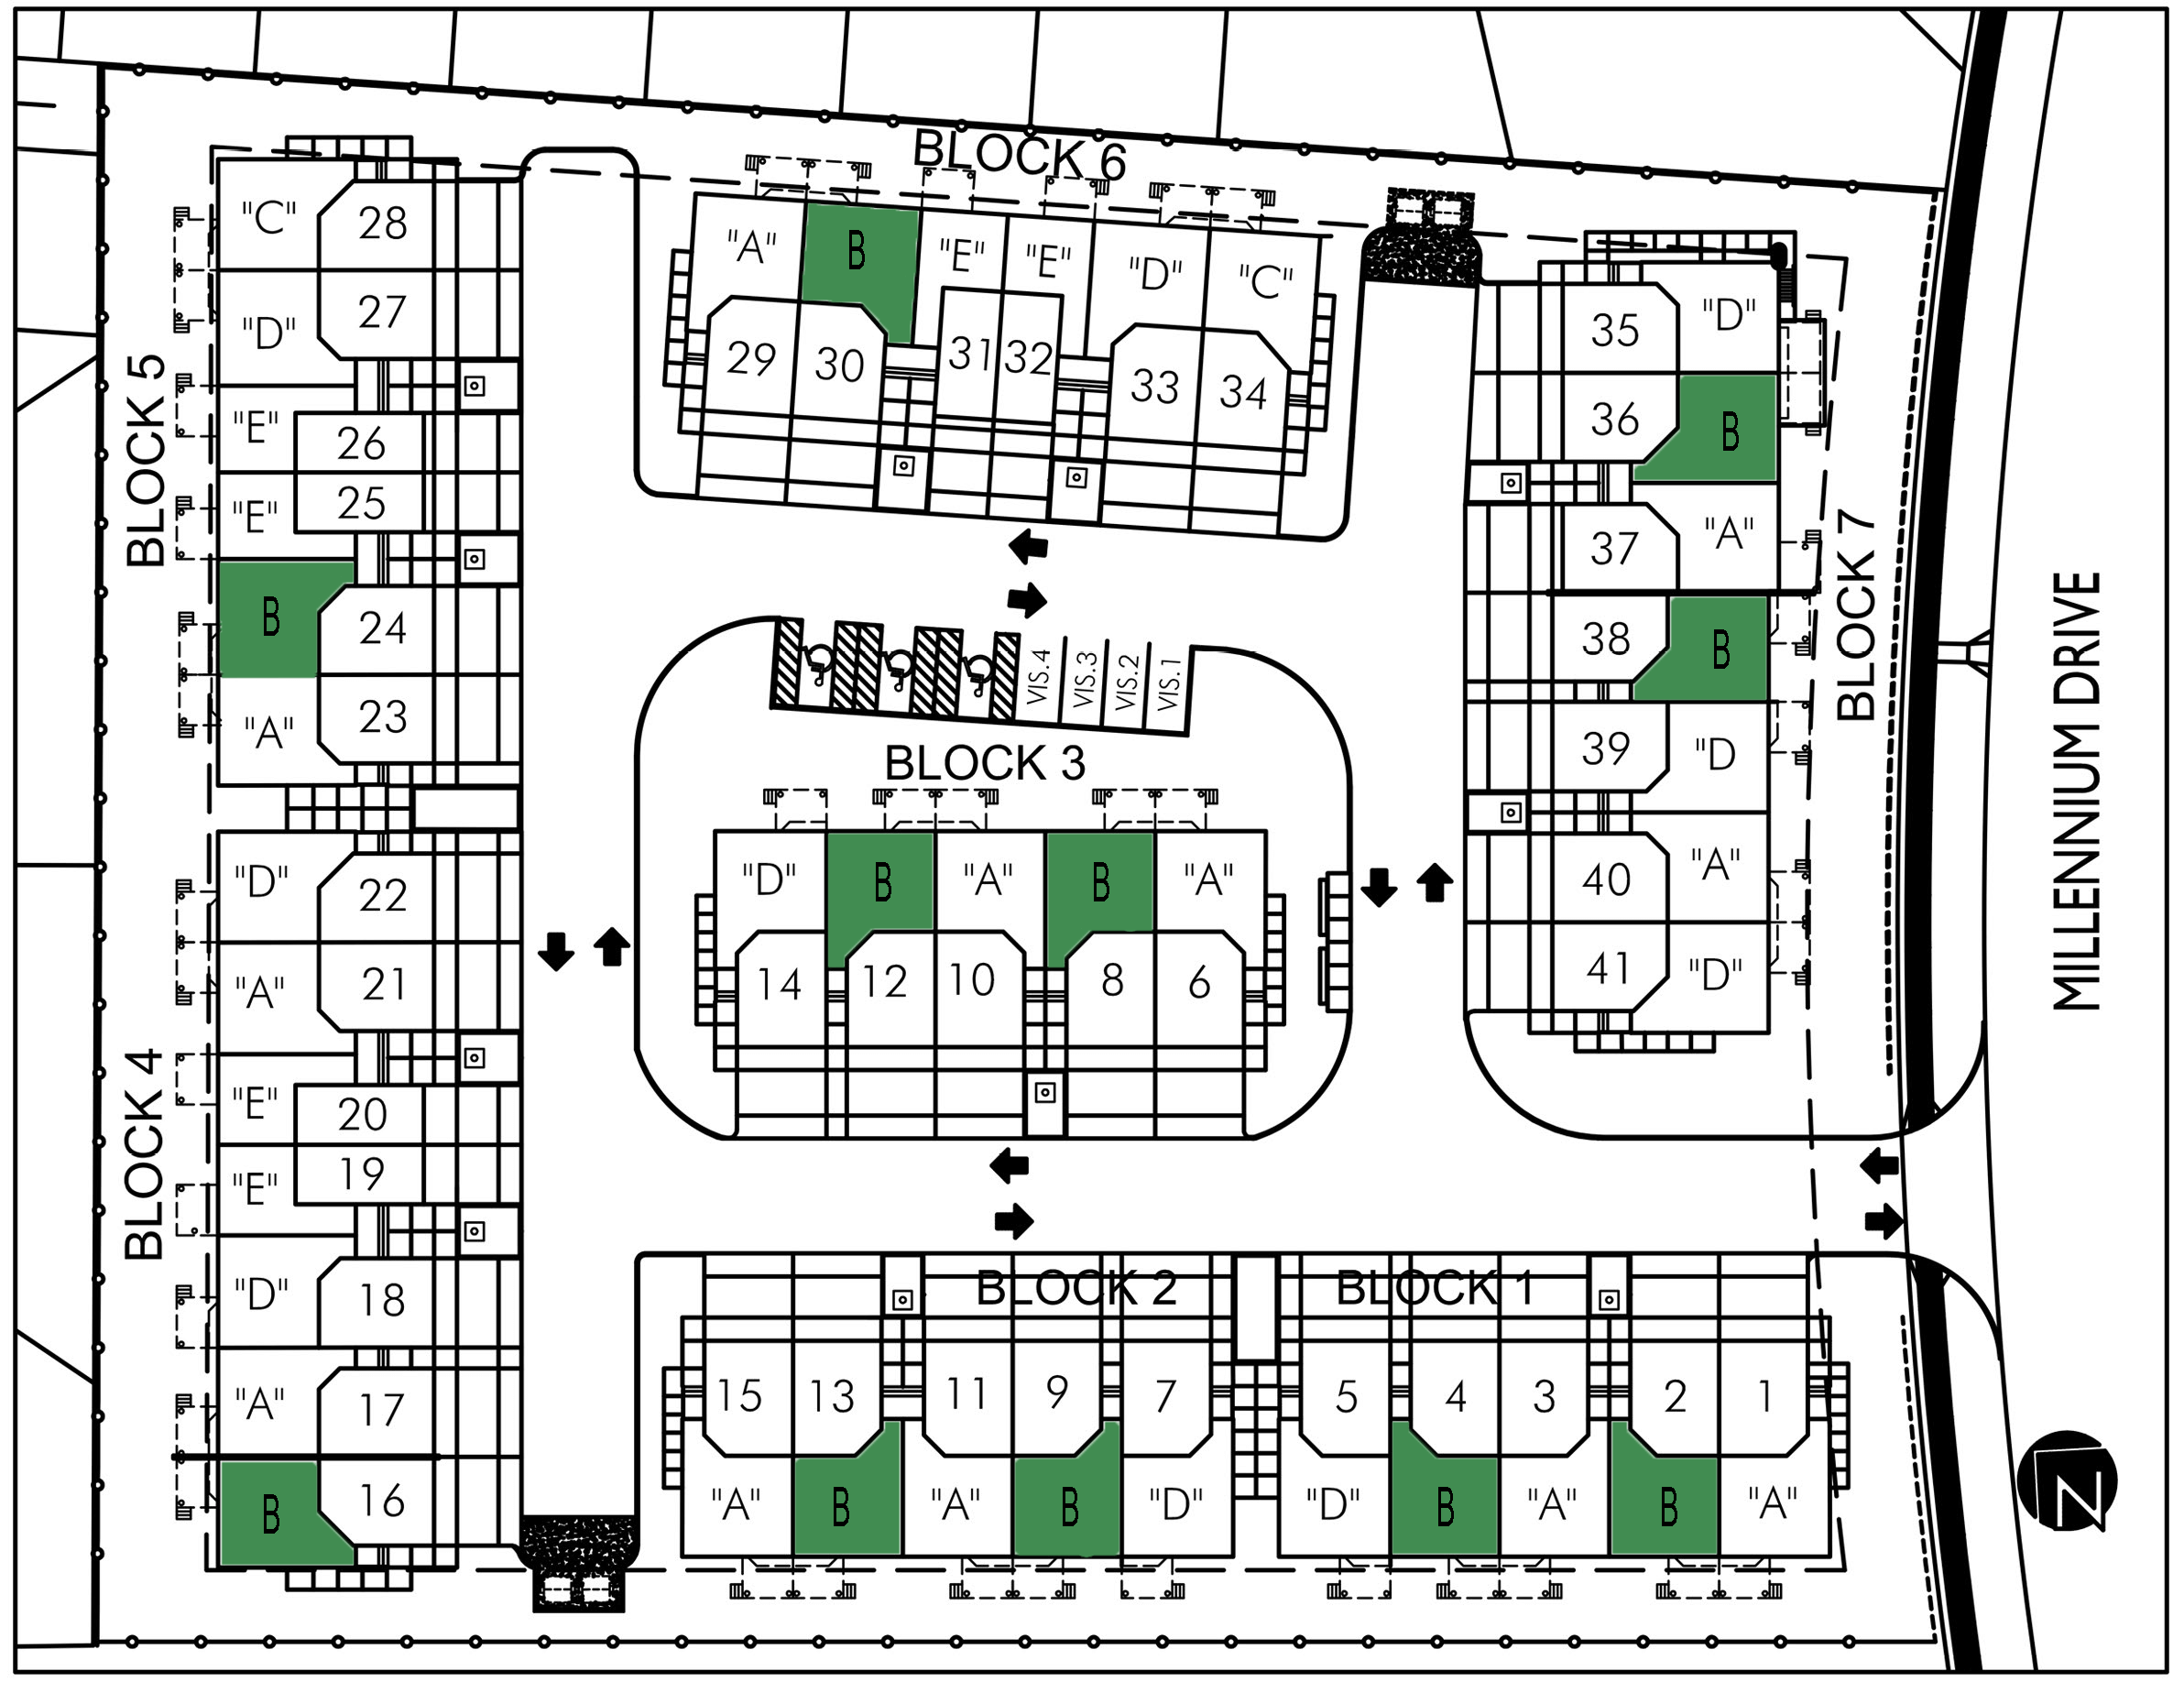 BLOCK 6
"C"
28
"D"
27
BLOCK 5
"E"
26
"E"
25
B
24
"A"
23
"A"
B
"E"
"E"
"D"
"C"
29
30
31
32
33
34
35
"D"
36
B
37
"A"
38
B
39
"D
40
"A"
41
"D"
BLOCK 7
MILLENNIUM DRIVE
VIS.4
VIS.3
VIS.2
VIS.1
BLOCK 3
"D"
B
"A"
B
"A"
14
12
10
8
6
"D"
22
"A"
21
BLOCK 4
"E"
20
"E"
19
"D"
18
"A"
17
B
16
BLOCK 2
BLOCK 1
15
13
11
9
7
5
4
3
2
1
"A"
B
"A"
B
"D"
"D"
B
"A"
B
"A"
N